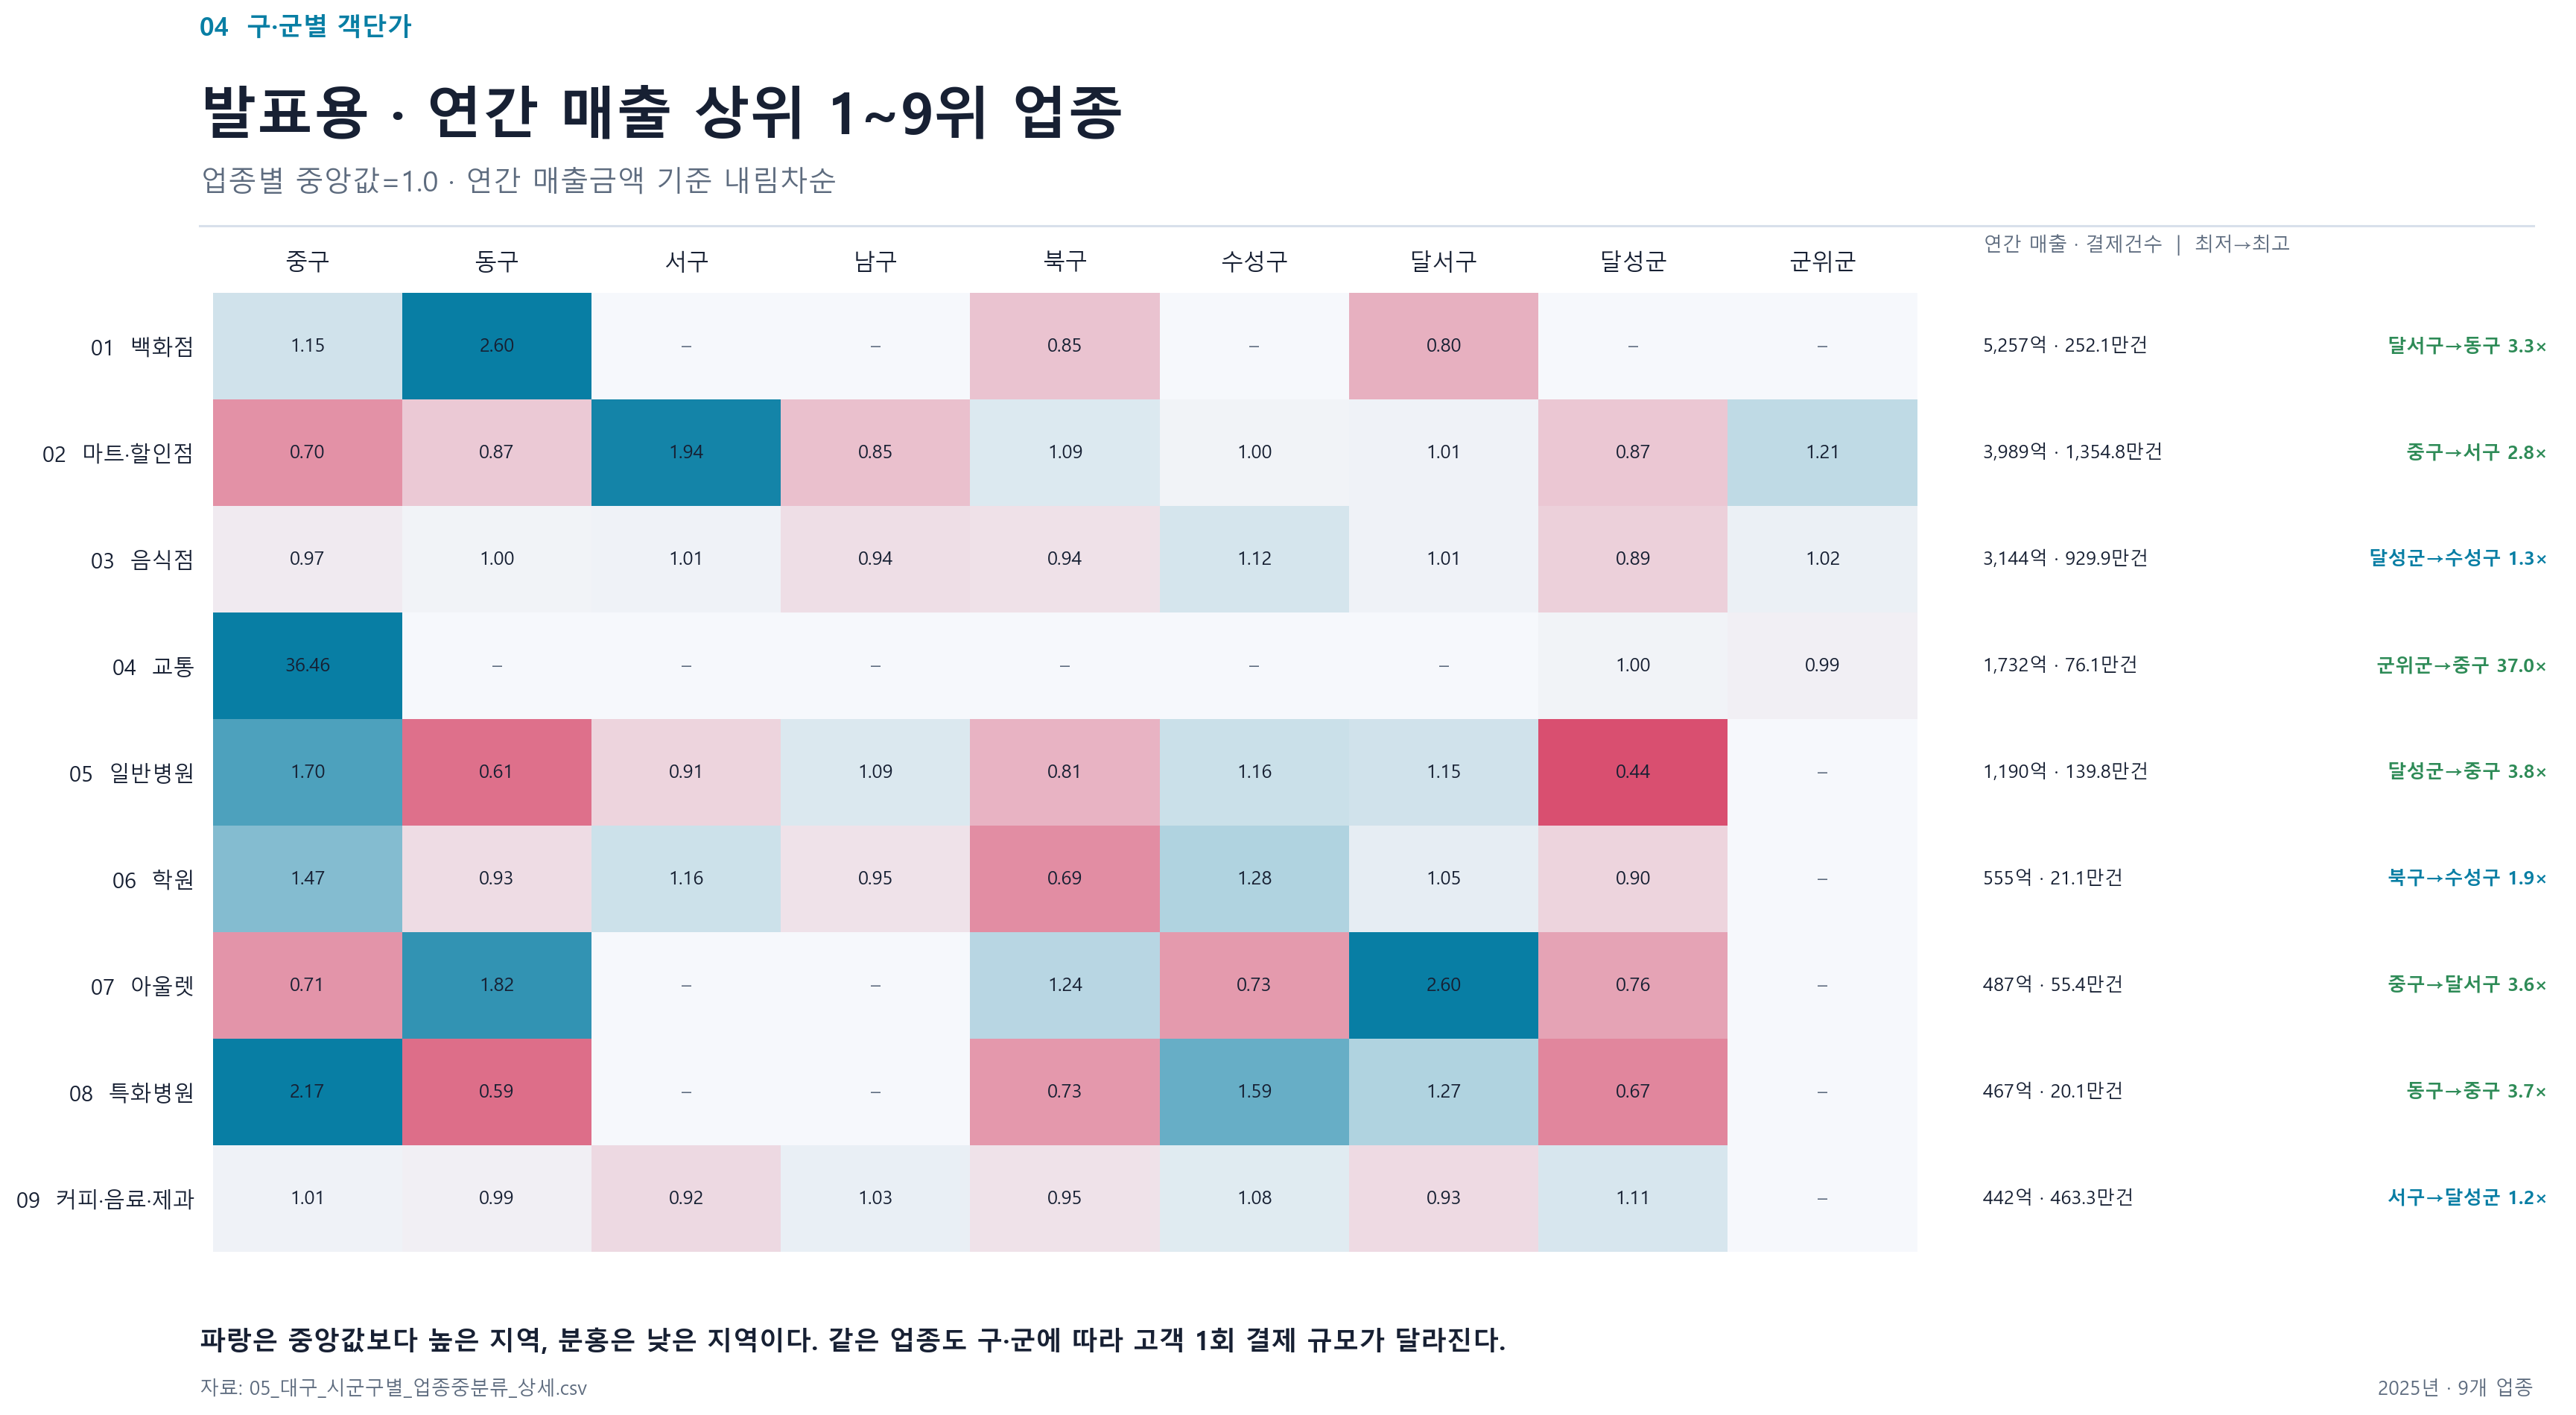 04 구·군별 객단가
발표용 · 연간 매출 상위 1~9위 업종
업종별 중앙값=1.0 · 연간 매출금액 기준 내림차순
중구 동구 서구 남구 북구 수성구 달서구 달성군 군위군 연간 매출 · 결제건수 | 최저→최고
01 백화점 1.15 2.60 – – 0.85 – 0.80 – – 5,257억 · 252.1만건 달서구→동구 3.3×
02 마트·할인점 0.70 0.87 1.94 0.85 1.09 1.00 1.01 0.87 1.21 3,989억 · 1,354.8만건 중구→서구 2.8×
03 음식점 0.97 1.00 1.01 0.94 0.94 1.12 1.01 0.89 1.02 3,144억 · 929.9만건 달성군→수성구 1.3×
04 교통 36.46 – – – – – – 1.00 0.99 1,732억 · 76.1만건 군위군→중구 37.0×
05 일반병원 1.70 0.61 0.91 1.09 0.81 1.16 1.15 0.44 – 1,190억 · 139.8만건 달성군→중구 3.8×
06 학원 1.47 0.93 1.16 0.95 0.69 1.28 1.05 0.90 – 555억 · 21.1만건 북구→수성구 1.9×
07 아울렛 0.71 1.82 – – 1.24 0.73 2.60 0.76 – 487억 · 55.4만건 중구→달서구 3.6×
08 특화병원 2.17 0.59 – – 0.73 1.59 1.27 0.67 – 467억 · 20.1만건 동구→중구 3.7×
09 커피·음료·제과 1.01 0.99 0.92 1.03 0.95 1.08 0.93 1.11 – 442억 · 463.3만건 서구→달성군 1.2×
파랑은 중앙값보다 높은 지역, 분홍은 낮은 지역이다. 같은 업종도 구·군에 따라 고객 1회 결제 규모가 달라진다.
자료: 05_대구_시군구별_업종중분류_상세.csv 2025년 · 9개 업종